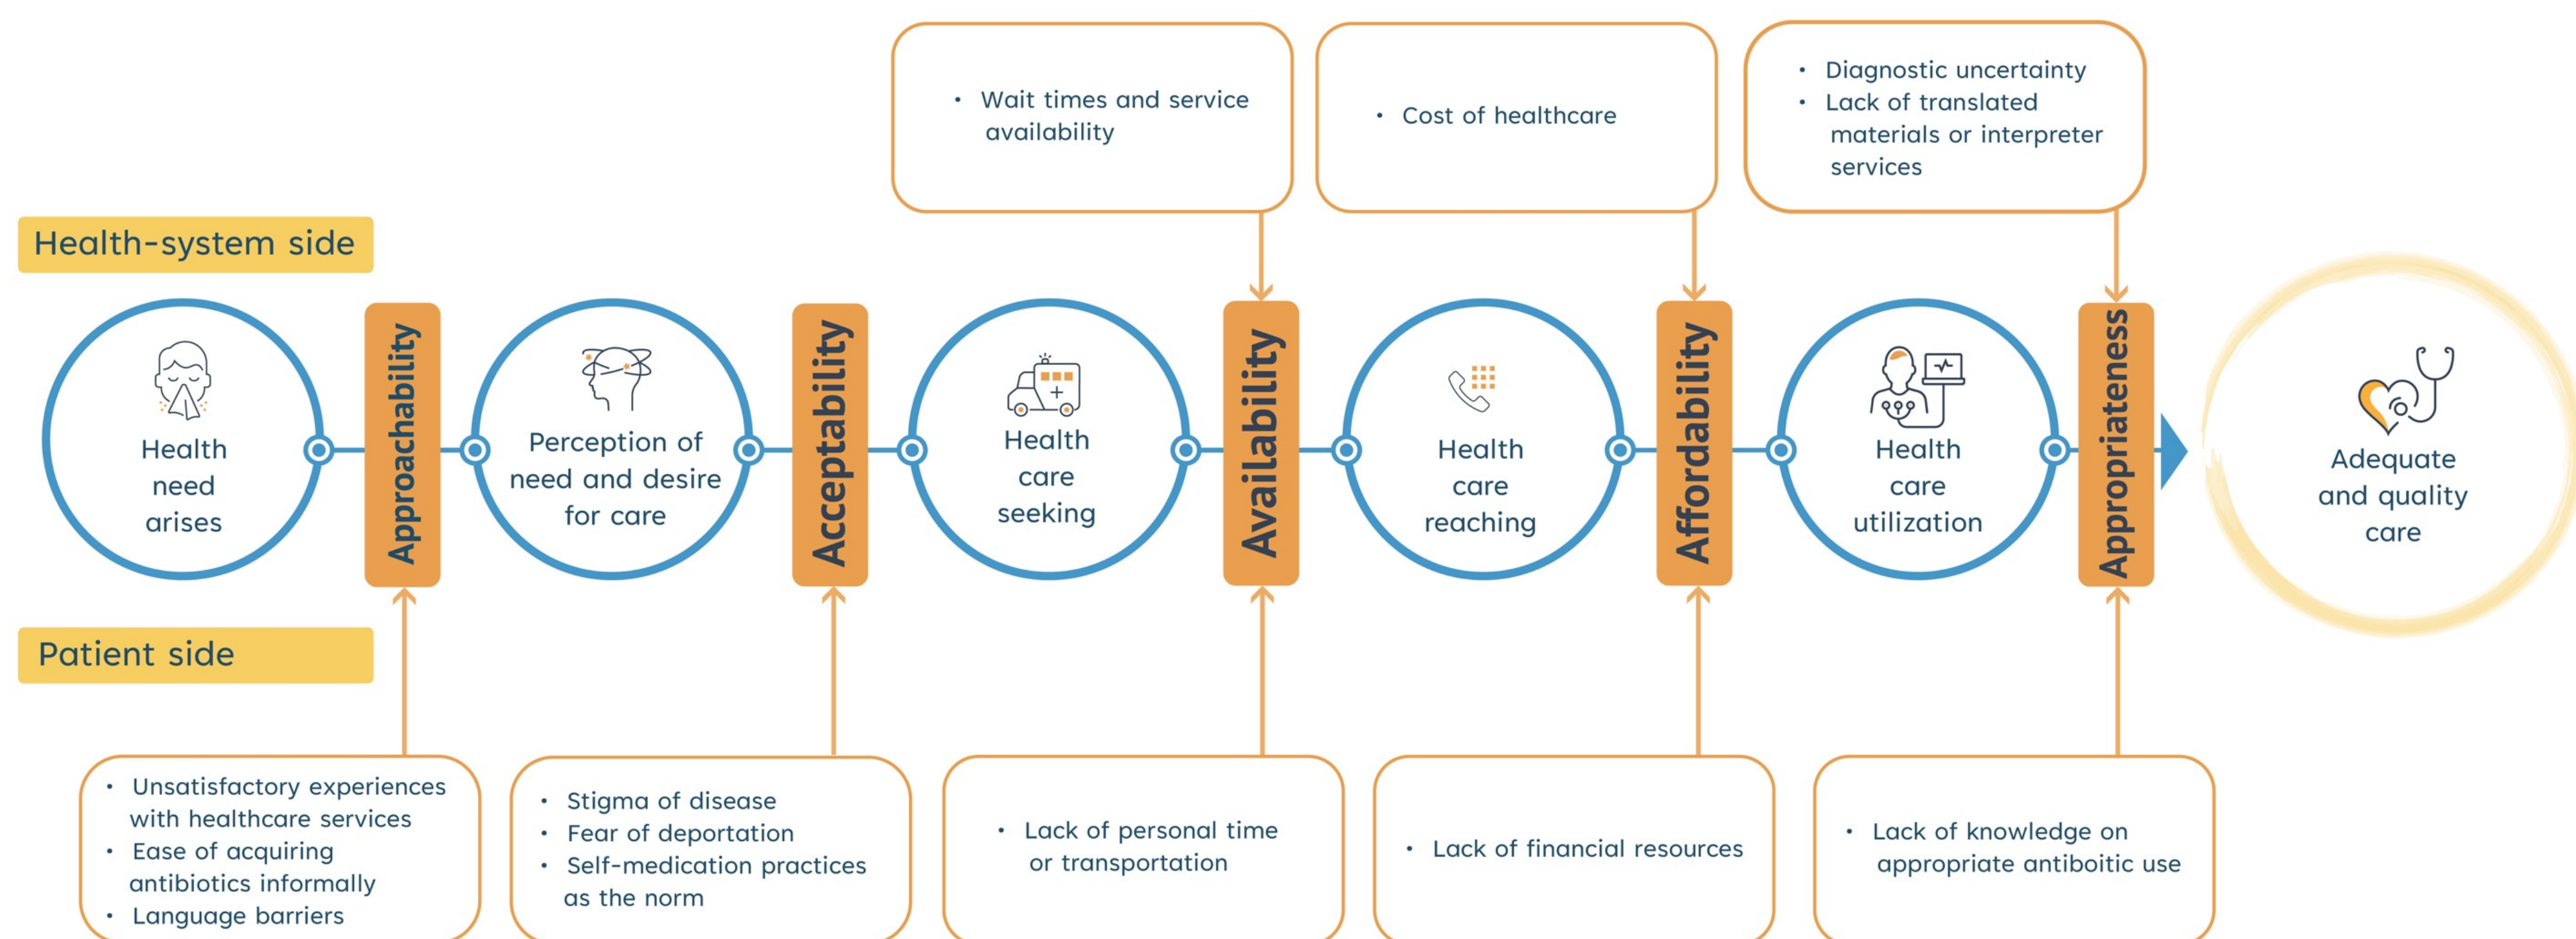 • Wait times and service
availability
• Cost of healthcare
• Diagnostic uncertainty
• Lack of translated
materials or interpreter
services
Health-system side
Health
need
arises
Approachability
Perception of
need and desire
for care
Acceptability
Health
care
seeking
Availability
Health
care
reaching
Affordability
Health
care
utilization
Appropriateness
Adequate
and quality
care
Patient side
• Unsatisfactory experiences
with healthcare services
• Ease of acquiring
antibiotics informally
• Language barriers
• Stigma of disease
• Fear of deportation
• Self-medication practices
as the norm
• Lack of personal time
or transportation
• Lack of financial resources
• Lack of knowledge on
appropriate antiboitic use